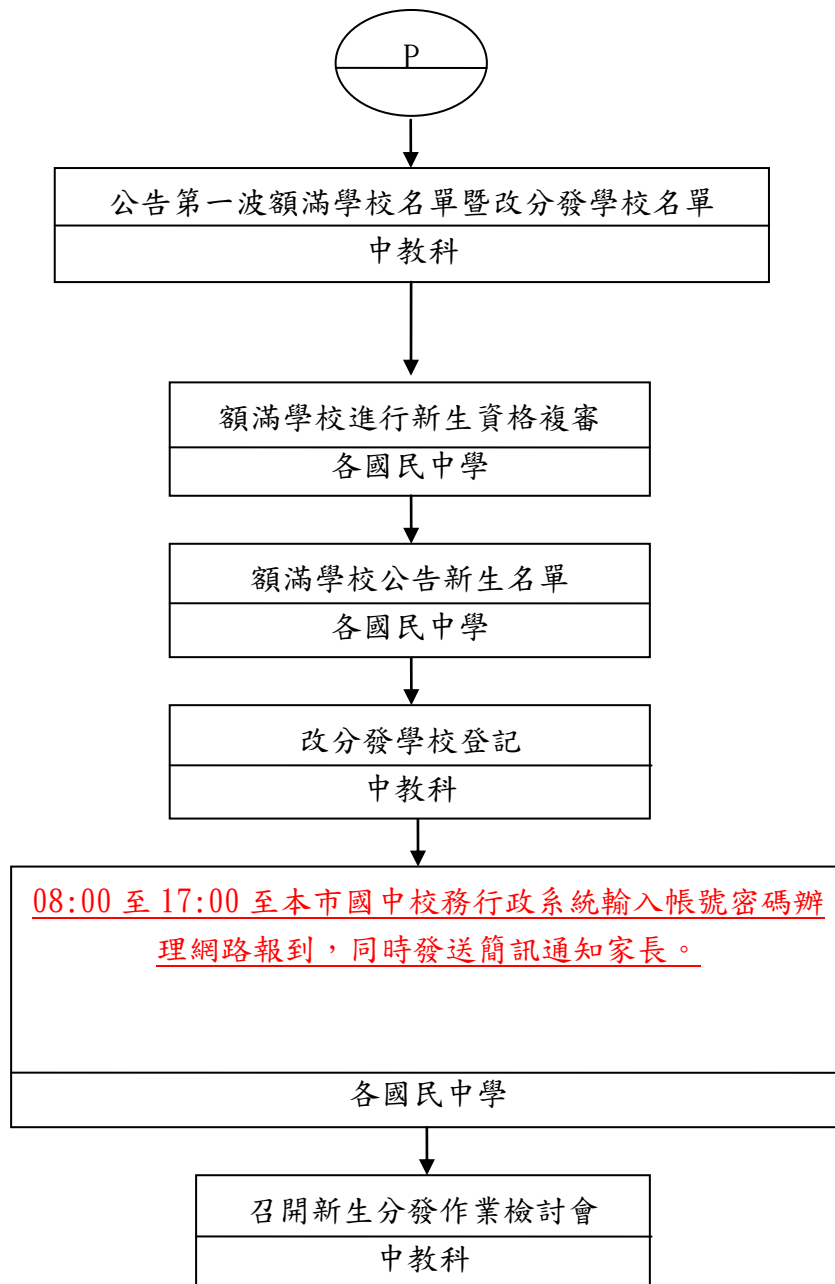 P
公告第一波額滿學校名單暨改分發學校名單
中教科
額滿學校進行新生資格複審
各國民中學
額滿學校公告新生名單
各國民中學
改分發學校登記
中教科
08:00 至 17:00 至本市國中校務行政系統輸入帳號密碼辦
理網路報到，同時發送簡訊通知家長。
各國民中學
召開新生分發作業檢討會
中教科